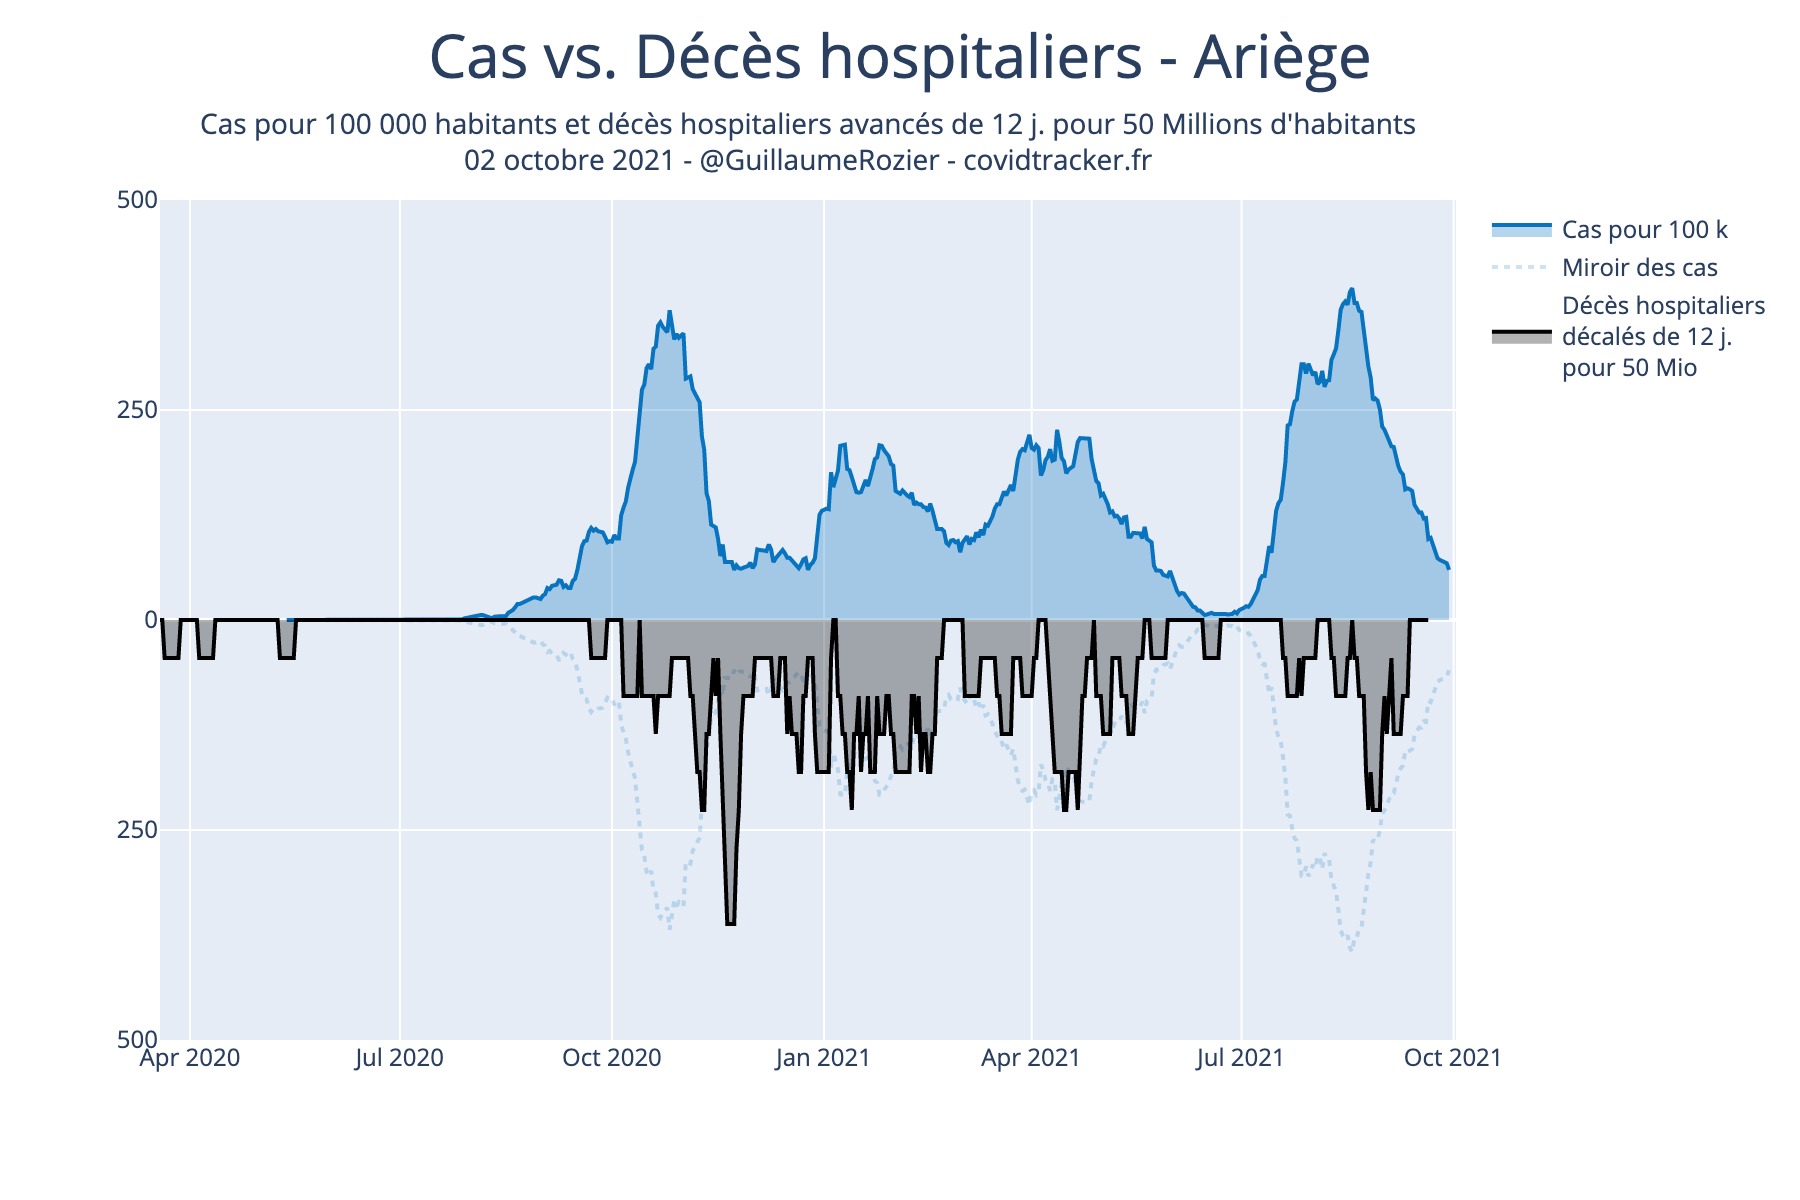 Cas vs. Décès hospitaliers - Ariège
Cas pour 100 000 habitants et décès hospitaliers avancés de 12 j. pour 50 Millions d'habitants
02 octobre 2021 - @GuillaumeRozier - covidtracker.fr
500
250
0
250
500
Apr 2020
Jul 2020
Oct 2020
Jan 2021
Apr 2021
Jul 2021
Oct 2021
Cas pour 100 k
Miroir des cas
Décès hospitaliers
décalés de 12 j.
pour 50 Mio